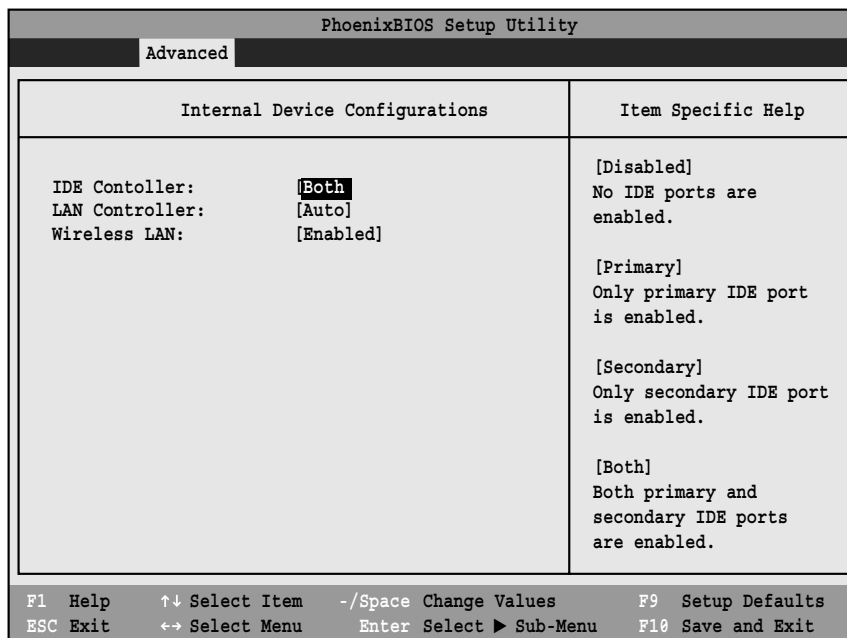 PhoenixBIOS Setup Utility
Advanced
Internal Device Configurations
Item Specific Help
IDE Contoller: [Both
LAN Controller: [Auto]
Wireless LAN: [Enabled]
[Disabled]
No IDE ports are
enabled.
[Primary]
Only primary IDE port
is enabled.
[Secondary]
Only secondary IDE port
is enabled.
[Both]
Both primary and
secondary IDE ports
are enabled.
F1 Help ↑↓ Select Item -/Space Change Values F9 Setup Defaults
ESC Exit ←→ Select Menu Enter Select ▶ Sub-Menu F10 Save and Exit